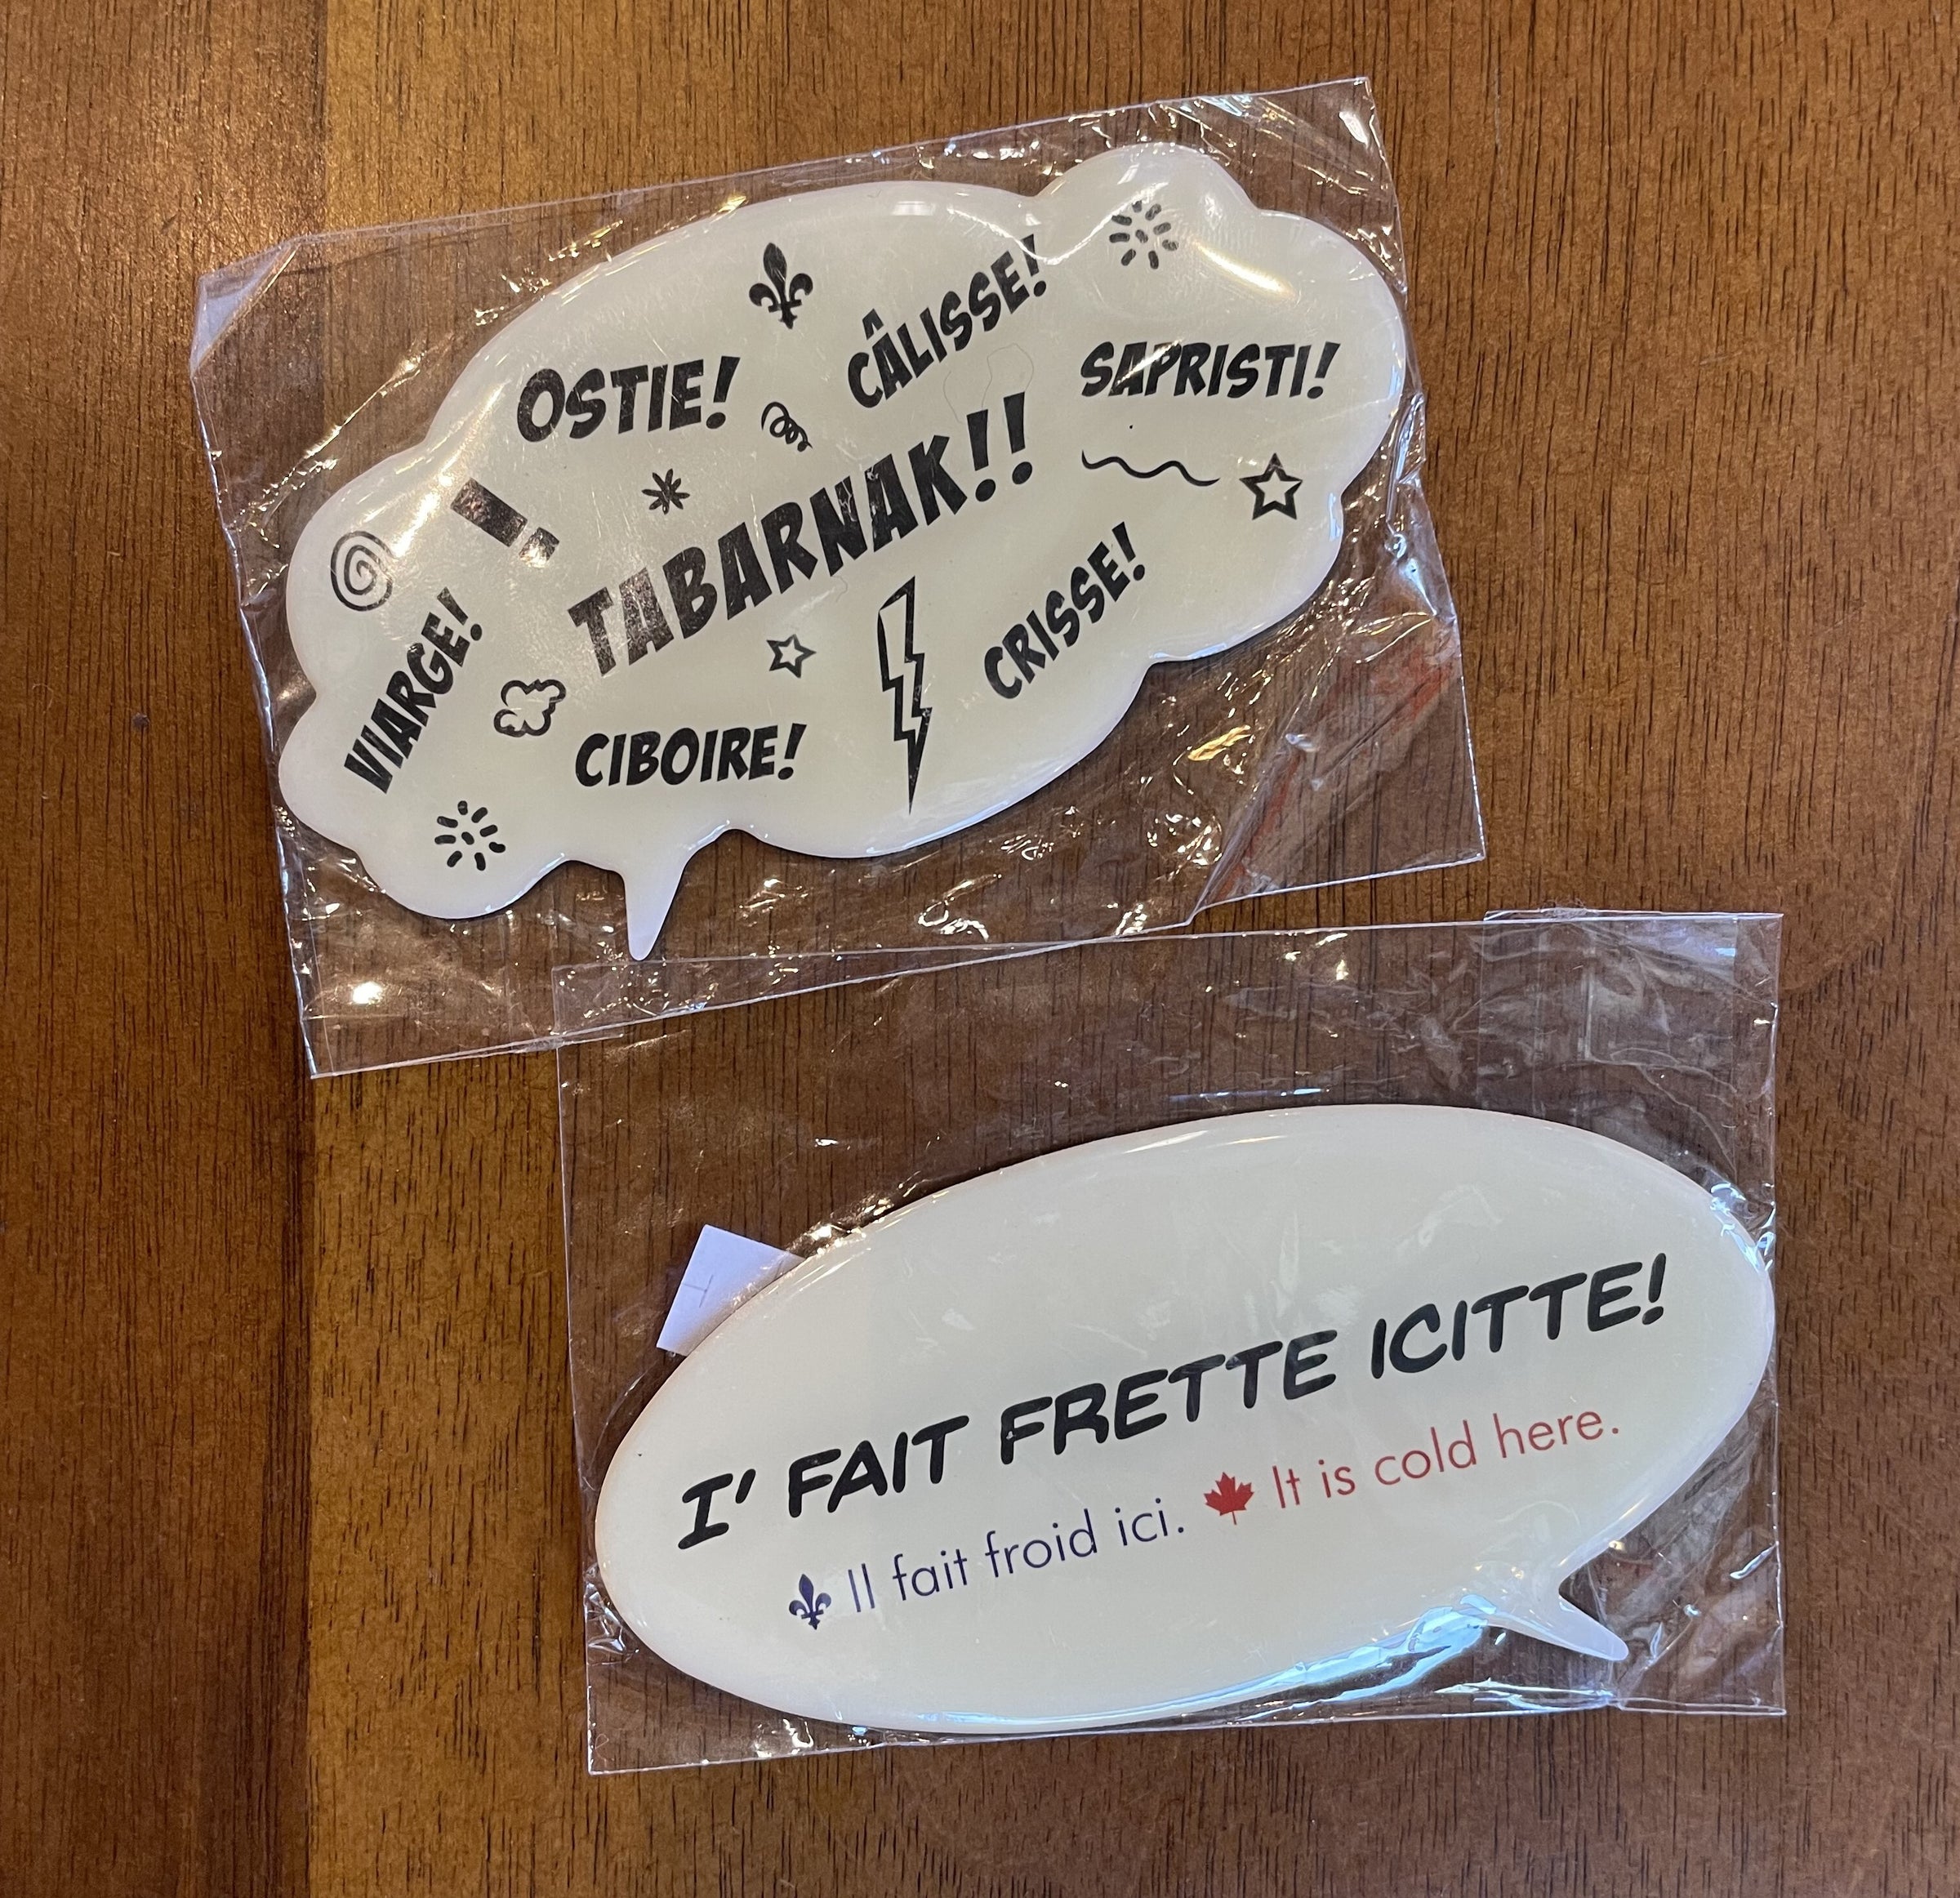 OSTIE!
CÂLISSE!
SAPRISTI!
TABARNAK!!
VIARGE!
CRISSE!
CIBOIRE!
I' FAIT FRETTE ICITTE!
Il fait froid ici. It is cold here.